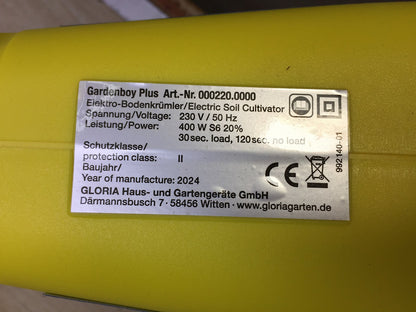 Gardenboy Plus Art.-Nr. 000220.0000
Elektro-Bodenkrümler/Electric Soil Cultivator
Spannung/Voltage: 230 V / 50 Hz
Leistung/Power: 400 W S6 20%
30 sec. load, 120 sec. no load
Schutzklasse/
protection class: II
Baujahr/
Year of manufacture: 2024
GLORIA Haus- und Gartengeräte GmbH
Därmannsbusch 7 · 58456 Witten · www.gloriagarten.de
CE
992140-01